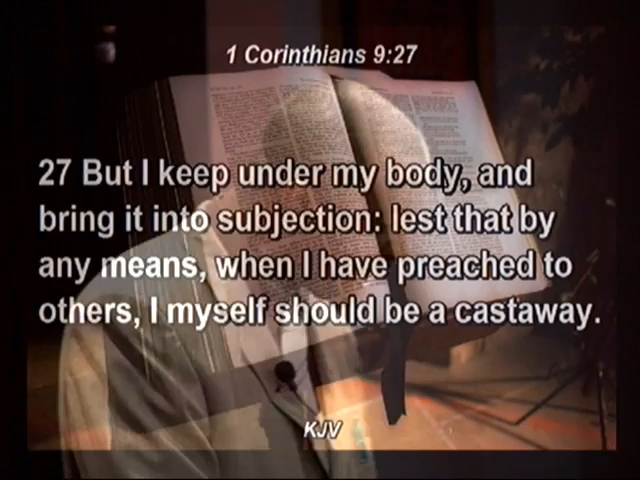 1 Corinthians 9:27
27 But I keep under my body, and
bring it into subjection: lest that by
any means, when I have preached to
others, I myself should be a castaway.
KJV